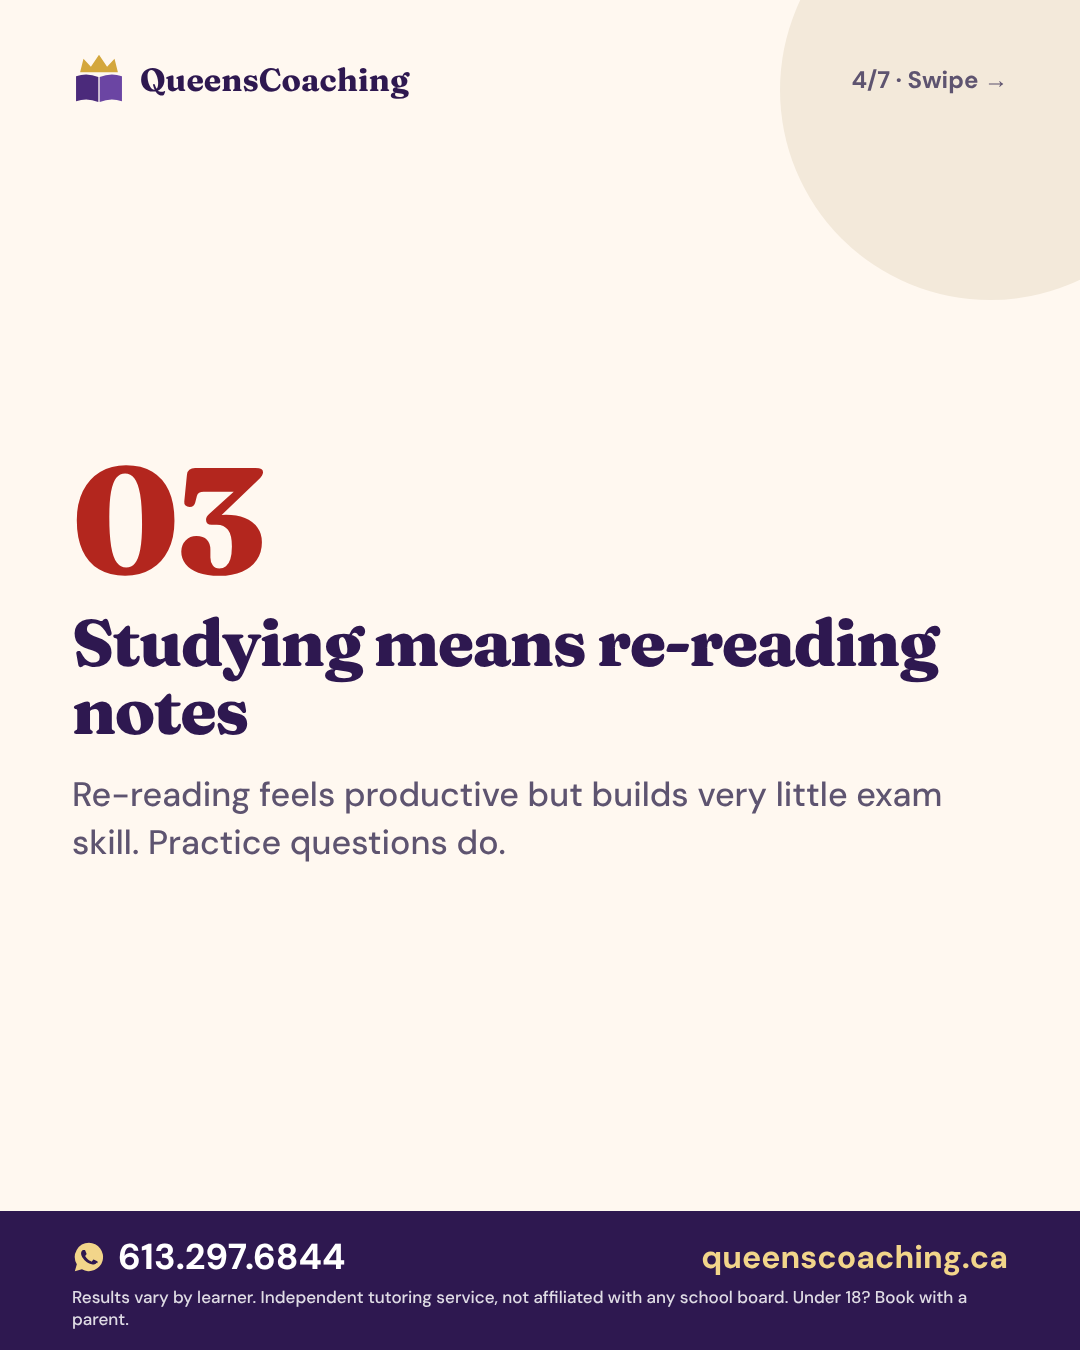 QueensCoaching
4/7 · Swipe →
03
Studying means re-reading
notes
Re-reading feels productive but builds very little exam
skill. Practice questions do.
613.297.6844
queenscoaching.ca
Results vary by learner. Independent tutoring service, not affiliated with any school board. Under 18? Book with a
parent.